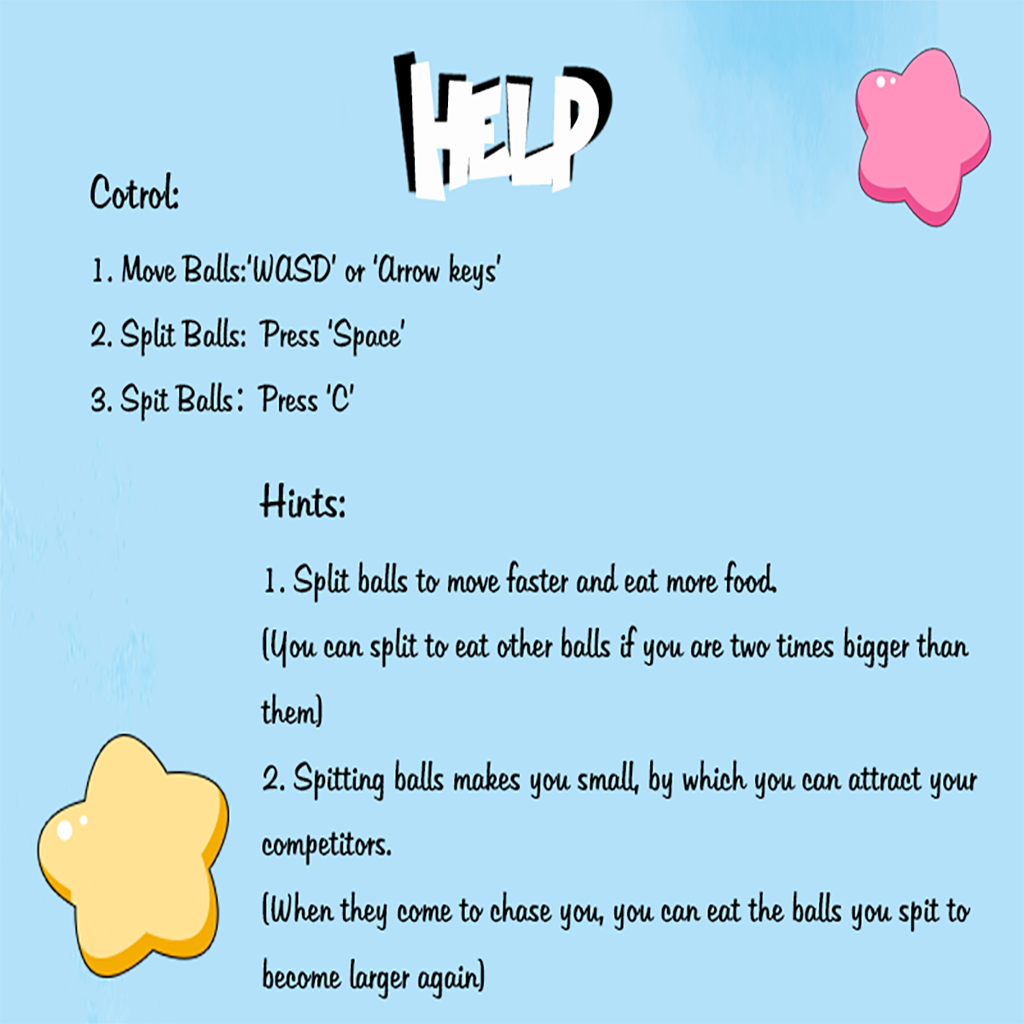 HELP
Cotrol:
1. Move Balls:'WASD' or 'Arrow keys'
2. Split Balls: Press 'Space'
3. Spit Balls: Press 'C'
Hints:
1. Split balls to move faster and eat more food.
(You can split to eat other balls if you are two times bigger than
them)
2. Spitting balls makes you small, by which you can attract your
competitors.
(When they come to chase you, you can eat the balls you spit to
become larger again)